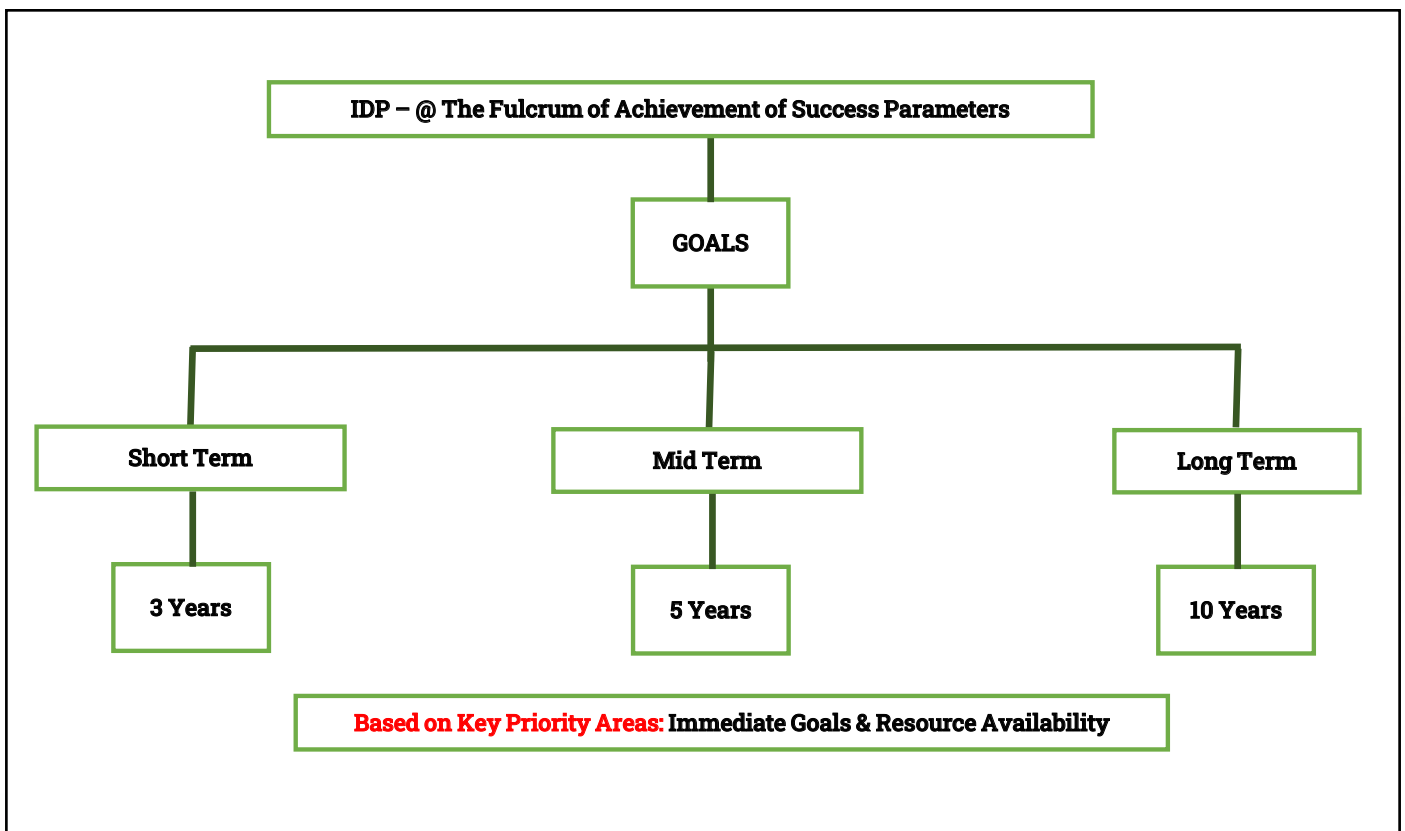 IDP – @ The Fulcrum of Achievement of Success Parameters
GOALS
Short Term
Mid Term
Long Term
3 Years
5 Years
10 Years
Based on Key Priority Areas: Immediate Goals & Resource Availability